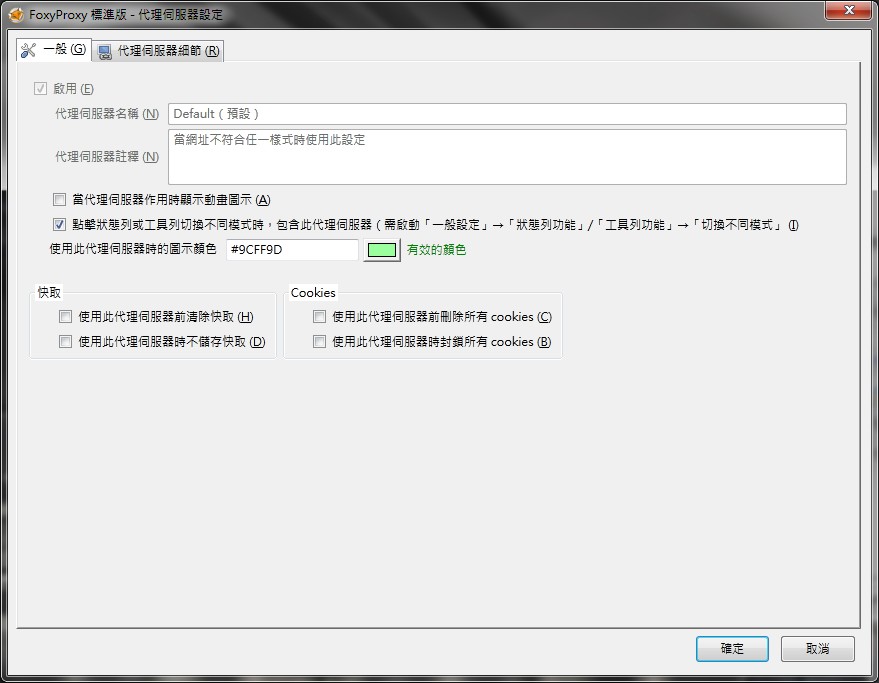 FoxyProxy 標準版 - 代理伺服器設定
一般 (G) 代理伺服器細節 (R)
啟用 (E)
代理伺服器名稱 (N) Default ( 預設 )
代理伺服器註釋 (N) 當網址不符合任一樣式時使用此設定
當代理伺服器作用時顯示動畫圖示 (A)
點擊狀態列或工具列切換不同模式時，包含此代理伺服器 ( 需啟動「一般設定」→「狀態列功能」/「工具列功能」→「切換不同模式」 (I)
使用此代理伺服器時的圖示顏色 #9CFF9D 有效的顏色
快取
使用此代理伺服器前清除快取 (H)
使用此代理伺服器時不儲存快取 (D)
Cookies
使用此代理伺服器前刪除所有 cookies (C)
使用此代理伺服器時封鎖所有 cookies (B)
確定 取消